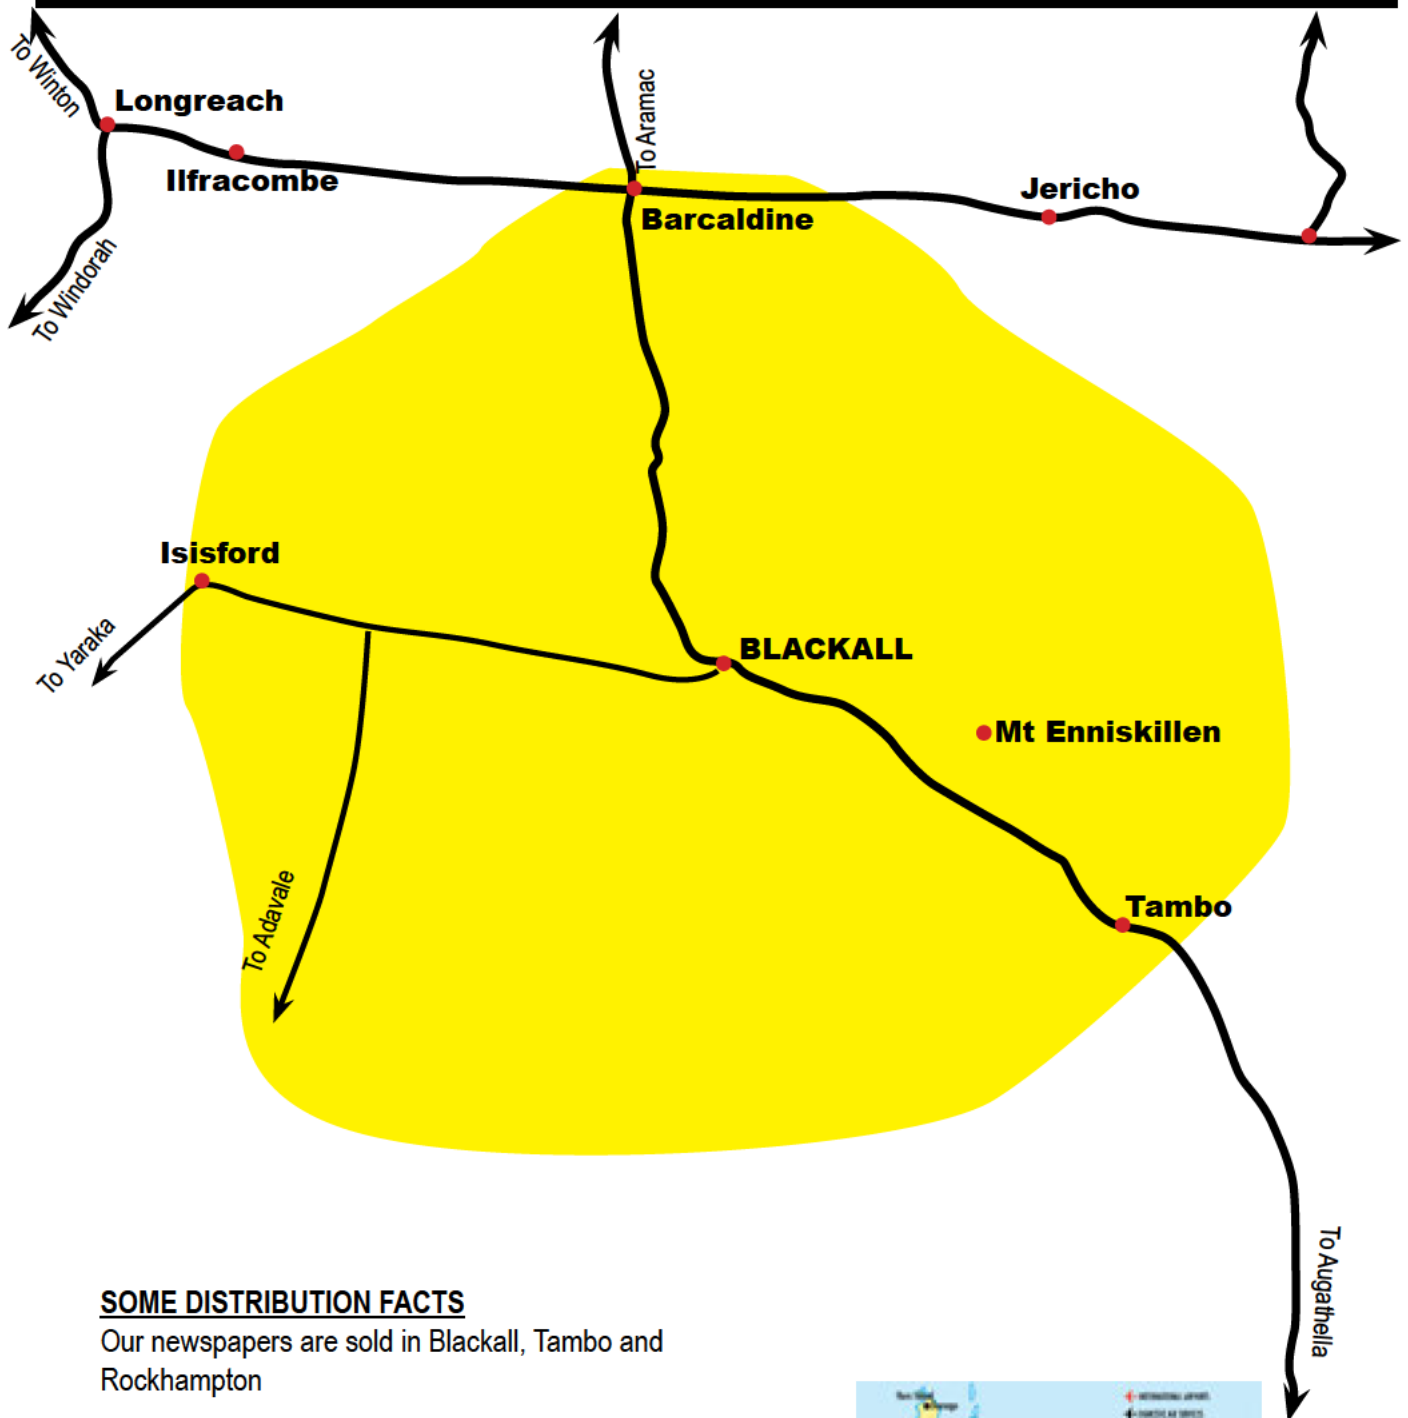 To Winton
Longreach
To Aramac
Ilfracombe
Jericho
Barcaldine
To Windorah
Isisford
To Yaraka
BLACKALL
Mt Enniskillen
To Adavale
Tambo
To Augathella
SOME DISTRIBUTION FACTS
Our newspapers are sold in Blackall, Tambo and
Rockhampton